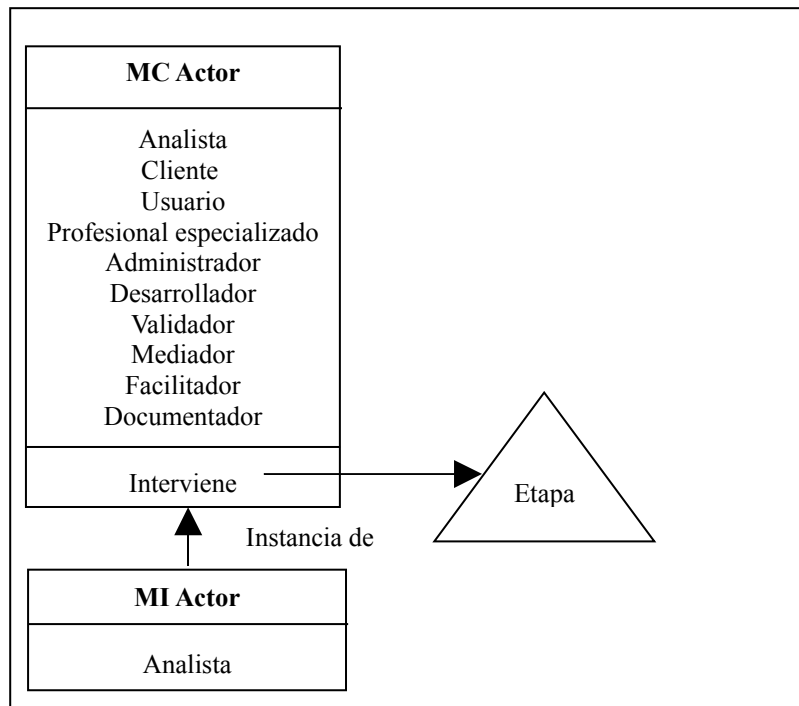 MC Actor
Analista
Cliente
Usuario
Profesional especializado
Administrador
Desarrollador
Validador
Mediador
Facilitador
Documentador
Interviene
Etapa
Instancia de
MI Actor
Analista